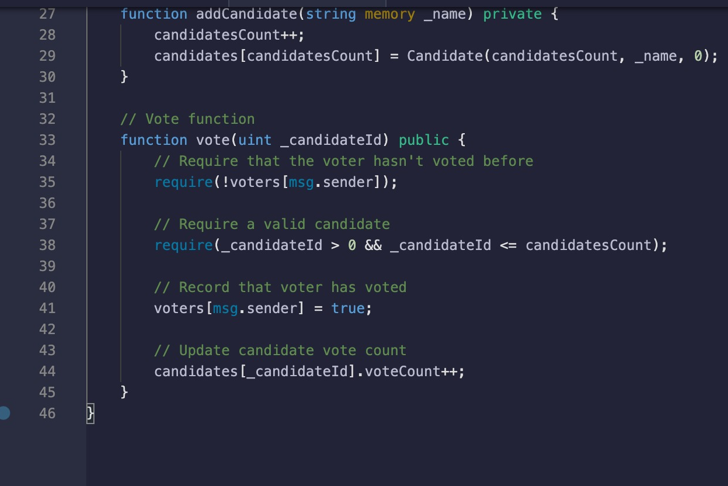 27 function addCandidate(string memory _name) private {
28 candidatesCount++;
29 candidates[candidatesCount] = Candidate(candidatesCount, _name, 0);
30 }
31
32 // Vote function
33 function vote(uint _candidateId) public {
34 // Require that the voter hasn't voted before
35 require(!voters[msg.sender]);
36
37 // Require a valid candidate
38 require(_candidateId > 0 && _candidateId <= candidatesCount);
39
40 // Record that voter has voted
41 voters[msg.sender] = true;
42
43 // Update candidate vote count
44 candidates[_candidateId].voteCount++;
45 }
46 }